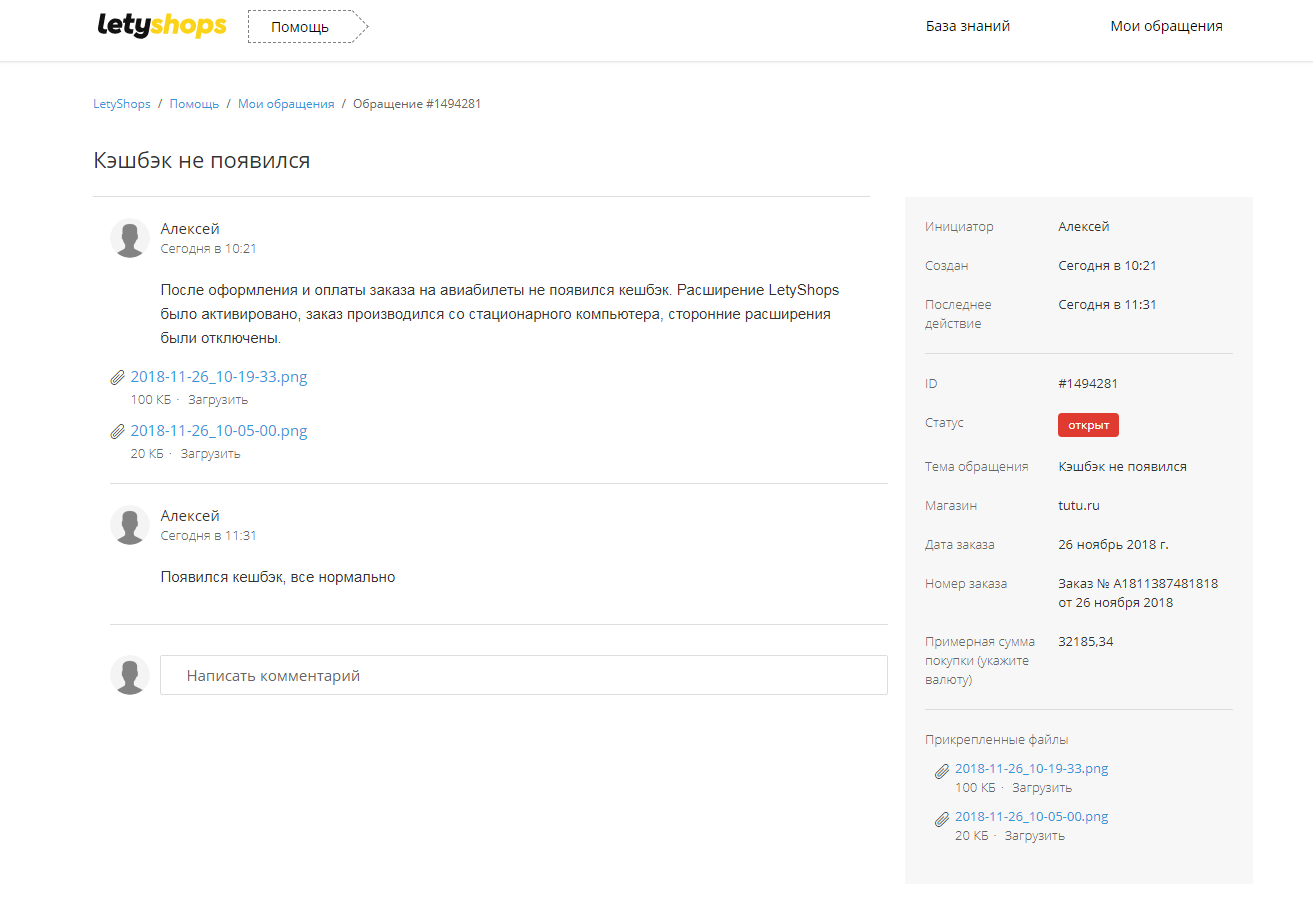 letyshops
Помощь
База знаний
Мои обращения
LetyShops / Помощь / Мои обращения / Обращение #1494281
Кэшбэк не появился
Алексей
Сегодня в 10:21
После оформления и оплаты заказа на авиабилеты не появился кешбэк. Расширение LetyShops
было активировано, заказ производился со стационарного компьютера, сторонние расширения
были отключены.
2018-11-26_10-19-33.png
100 КБ · Загрузить
2018-11-26_10-05-00.png
20 КБ · Загрузить
Алексей
Сегодня в 11:31
Появился кешбэк, все нормально
Написать комментарий
Инициатор Алексей
Создан Сегодня в 10:21
Последнее Сегодня в 11:31
действие
ID #1494281
Статус открыт
Тема обращения Кэшбэк не появился
Магазин tutu.ru
Дата заказа 26 ноябрь 2018 г.
Номер заказа Заказ № A1811387481818
от 26 ноября 2018
Примерная сумма 32185,34
покупки (укажите
валюту)
Прикрепленные файлы
2018-11-26_10-19-33.png
100 КБ · Загрузить
2018-11-26_10-05-00.png
20 КБ · Загрузить